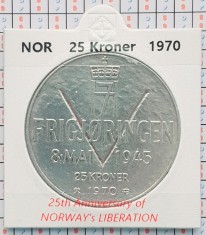 NOR 25 Kroner 1970
FRIGJØRINGEN
8·MAI 1945
25 KRONER
1970
25th Anniversary of
NORWAY's LIBERATION